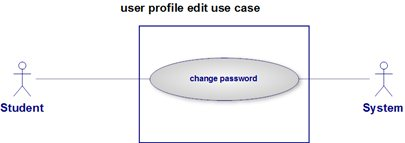 user profile edit use case
change password
Student
System